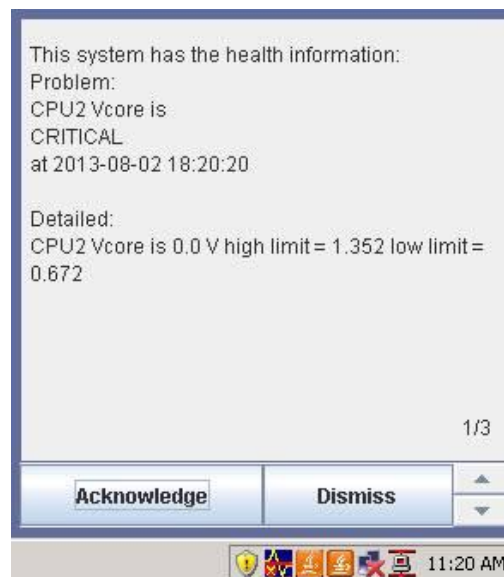 This system has the health information:
Problem:
CPU2 Vcore is
CRITICAL
at 2013-08-02 18:20:20
Detailed:
CPU2 Vcore is 0.0 V high limit = 1.352 low limit =
0.672
1/3
Acknowledge
Dismiss
11:20 AM